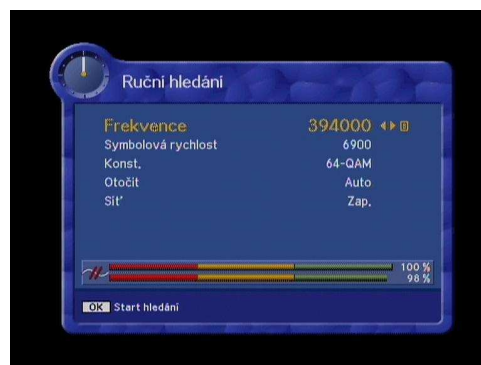 Ruční hledání
Frekvence 394000
Symbolová rychlost 6900
Konst. 64-QAM
Otočit Auto
Síť Zap.
100 %
98 %
OK Start hledání